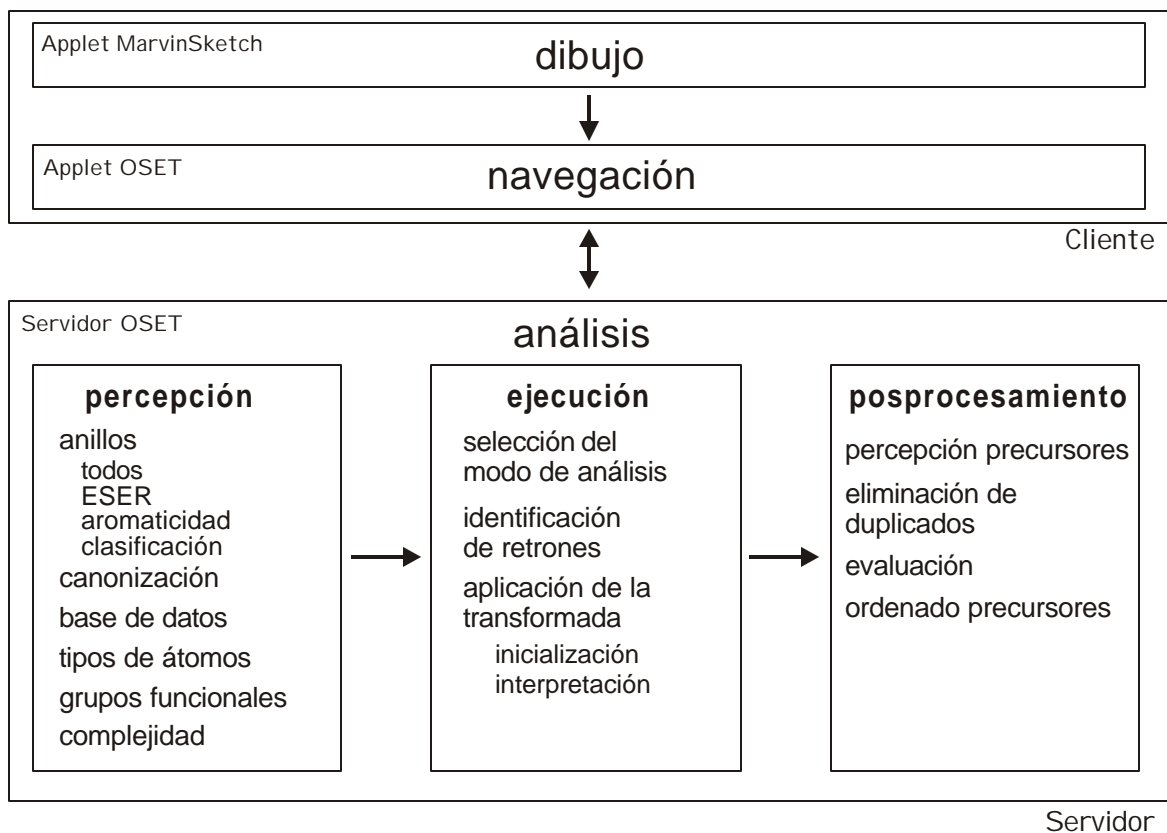 Applet MarvinSketch
dibujo
Applet OSET
navegación
Cliente
Servidor OSET
análisis
percepción
anillos
todos
ESER
aromaticidad
clasificación
canonización
base de datos
tipos de átomos
grupos funcionales
complejidad
ejecución
selección del
modo de análisis
identificación
de retrones
aplicación de la
transformada
inicialización
interpretación
posprocesamiento
percepción precursores
eliminación de
duplicados
evaluación
ordenado precursores
Servidor